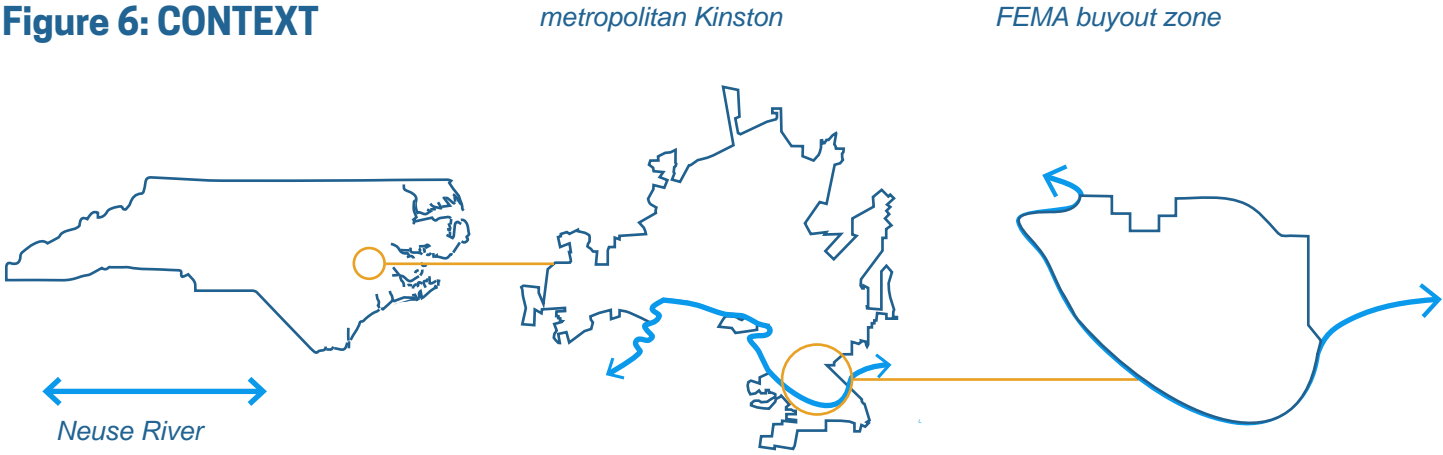 Figure 6: CONTEXT
metropolitan Kinston
FEMA buyout zone
Neuse River